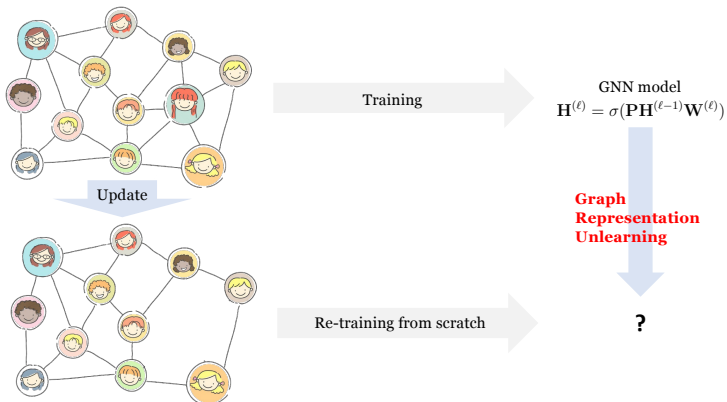 Training
GNN model
𝐇^(ℓ) = σ(𝐏𝐇^(ℓ−1)𝐖^(ℓ))
Update
Graph
Representation
Unlearning
Re-training from scratch
?